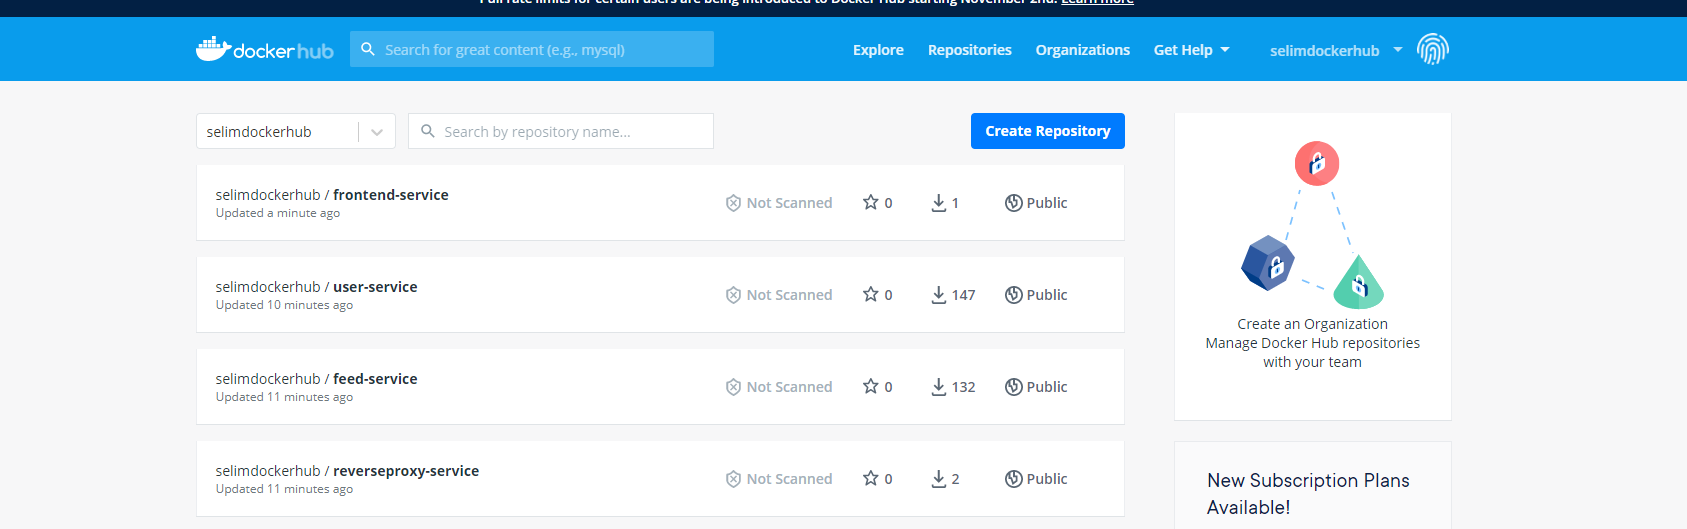 Pull rate limits for certain users are being introduced to Docker Hub starting November 2nd. Learn more
dockerhub
Search for great content (e.g., mysql)
Explore
Repositories
Organizations
Get Help
selimdockerhub
selimdockerhub
Search by repository name...
Create Repository
selimdockerhub / frontend-service
Updated a minute ago
Not Scanned
0
1
Public
selimdockerhub / user-service
Updated 10 minutes ago
Not Scanned
0
147
Public
selimdockerhub / feed-service
Updated 11 minutes ago
Not Scanned
0
132
Public
selimdockerhub / reverseproxy-service
Updated 11 minutes ago
Not Scanned
0
2
Public
Create an Organization
Manage Docker Hub repositories
with your team
New Subscription Plans
Available!